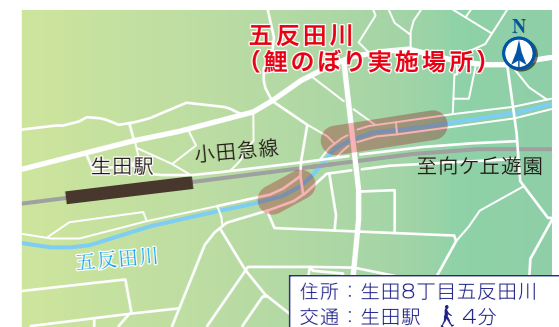 五反田川
(鯉のぼり実施場所)
N
小田急線
生田駅
至向ケ丘遊園
五反田川
住所：生田8丁目五反田川
交通：生田駅 4分